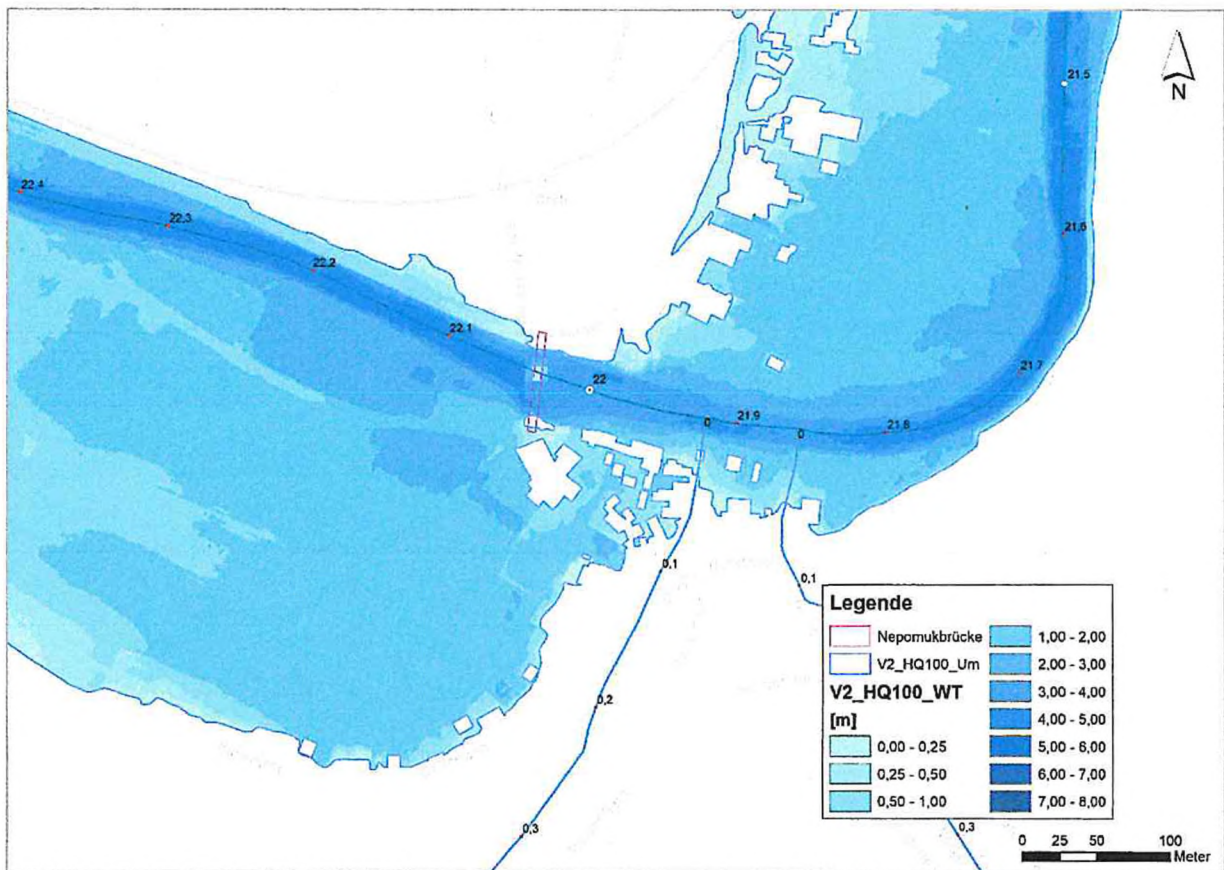 N
21,5
22,4
22,3
21,6
22,2
22,1
21,7
22
0
21,9
0
21,8
0,1
0,1
0,2
0,3
0,3
Legende
Nepomukbrücke
V2_HQ100_Um
V2_HQ100_WT
[m]
0,00 - 0,25
0,25 - 0,50
0,50 - 1,00
1,00 - 2,00
2,00 - 3,00
3,00 - 4,00
4,00 - 5,00
5,00 - 6,00
6,00 - 7,00
7,00 - 8,00
0 25 50 100
Meter